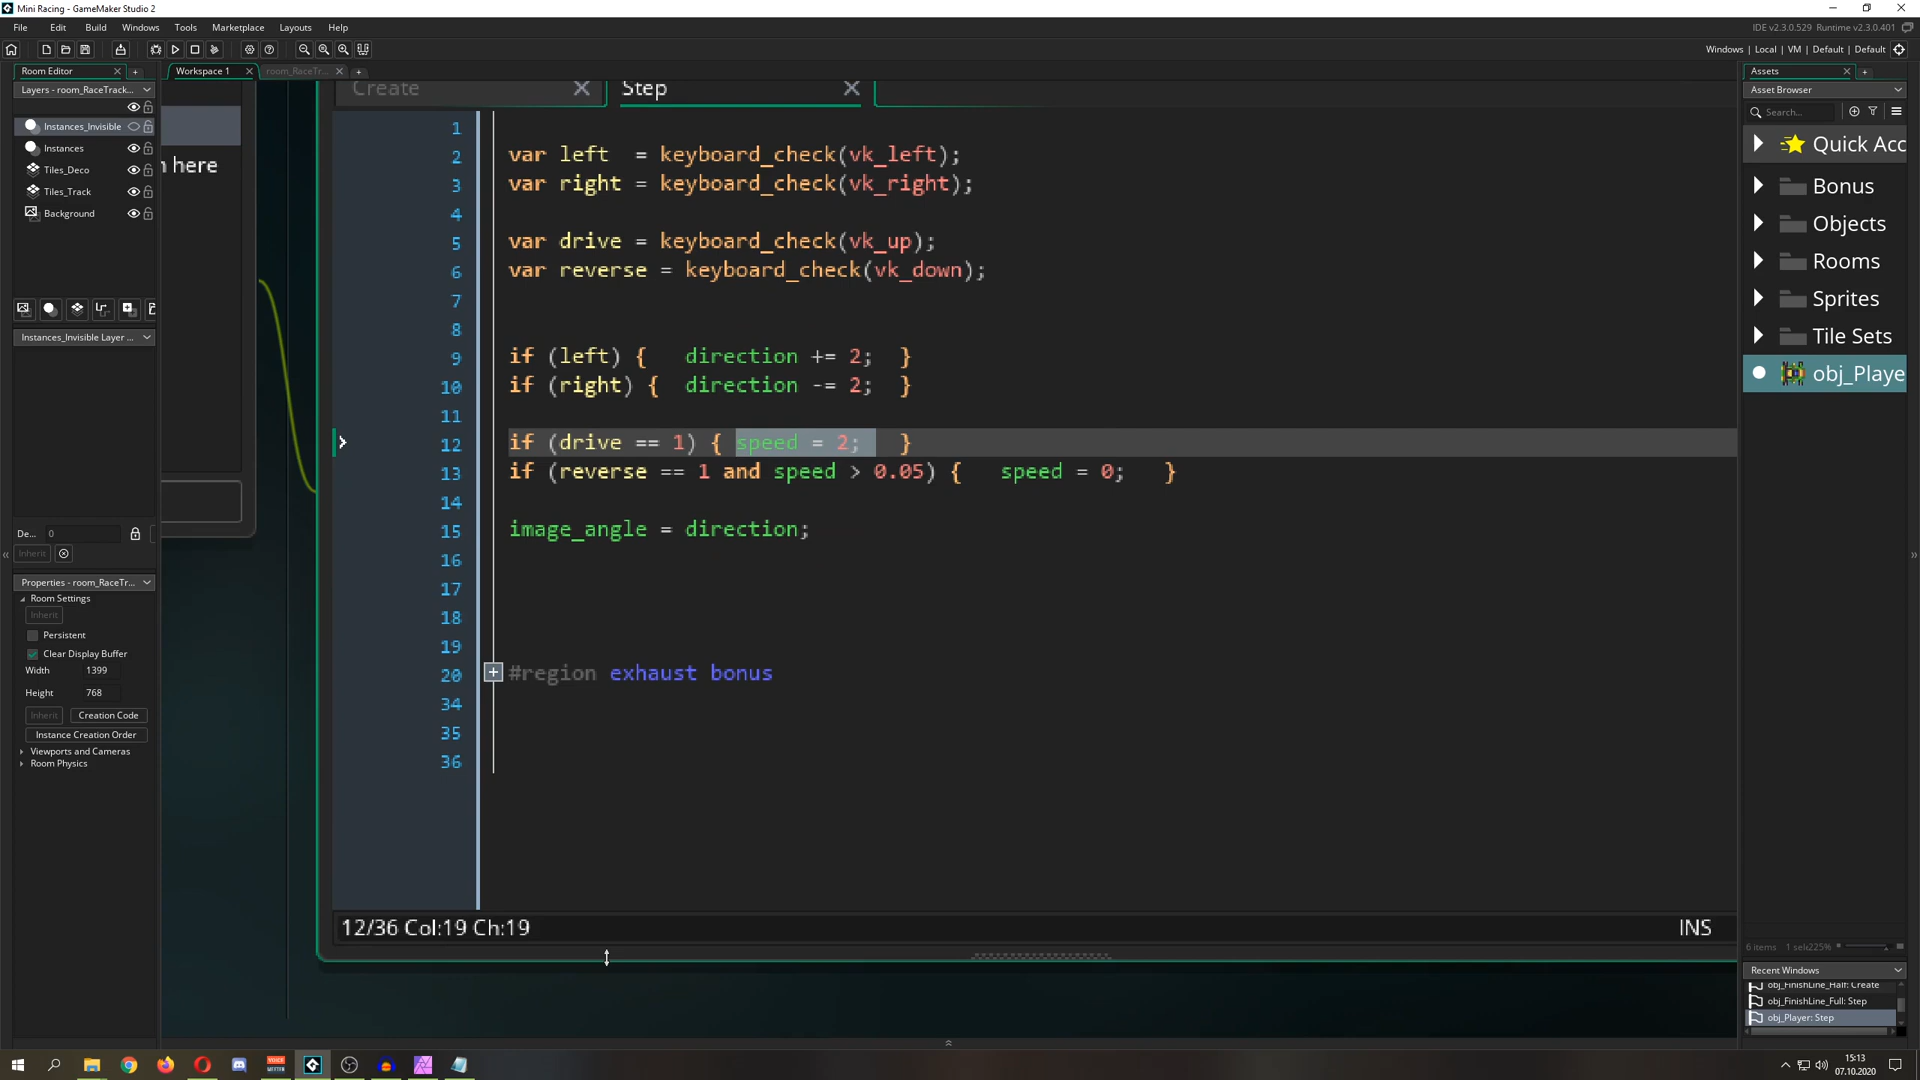 Mini Racing - GameMaker Studio 2
File Edit Build Windows Tools Marketplace Layouts Help
IDE v2.3.0.529 Runtime v2.3.0.401
Windows | Local | VM | Default | Default
Room Editor
Workspace 1
room_RaceTr...
Assets
Layers - room_RaceTrack...
Asset Browser
Create
Step
Search...
Instances_Invisible
Instances
Tiles_Deco
Tiles_Track
Background
n here
Instances_Invisible Layer ...
De... 0
Inherit
Properties - room_RaceTr...
Room Settings
Inherit
Persistent
Clear Display Buffer
Width 1399
Height 768
Inherit Creation Code
Instance Creation Order
Viewports and Cameras
Room Physics
1
2 var left = keyboard_check(vk_left);
3 var right = keyboard_check(vk_right);
4
5 var drive = keyboard_check(vk_up);
6 var reverse = keyboard_check(vk_down);
7
8
9 if (left) { direction += 2; }
10 if (right) { direction -= 2; }
11
12 if (drive == 1) { speed = 2; }
13 if (reverse == 1 and speed > 0.05) { speed = 0; }
14
15 image_angle = direction;
16
17
18
19
20 #region exhaust bonus
34
35
36
12/36 Col:19 Ch:19
INS
Quick Acc
Bonus
Objects
Rooms
Sprites
Tile Sets
obj_Playe
6 items 1 sele225%
Recent Windows
obj_FinishLine_Half: Create
obj_FinishLine_Full: Step
obj_Player: Step
15:13
07.10.2020